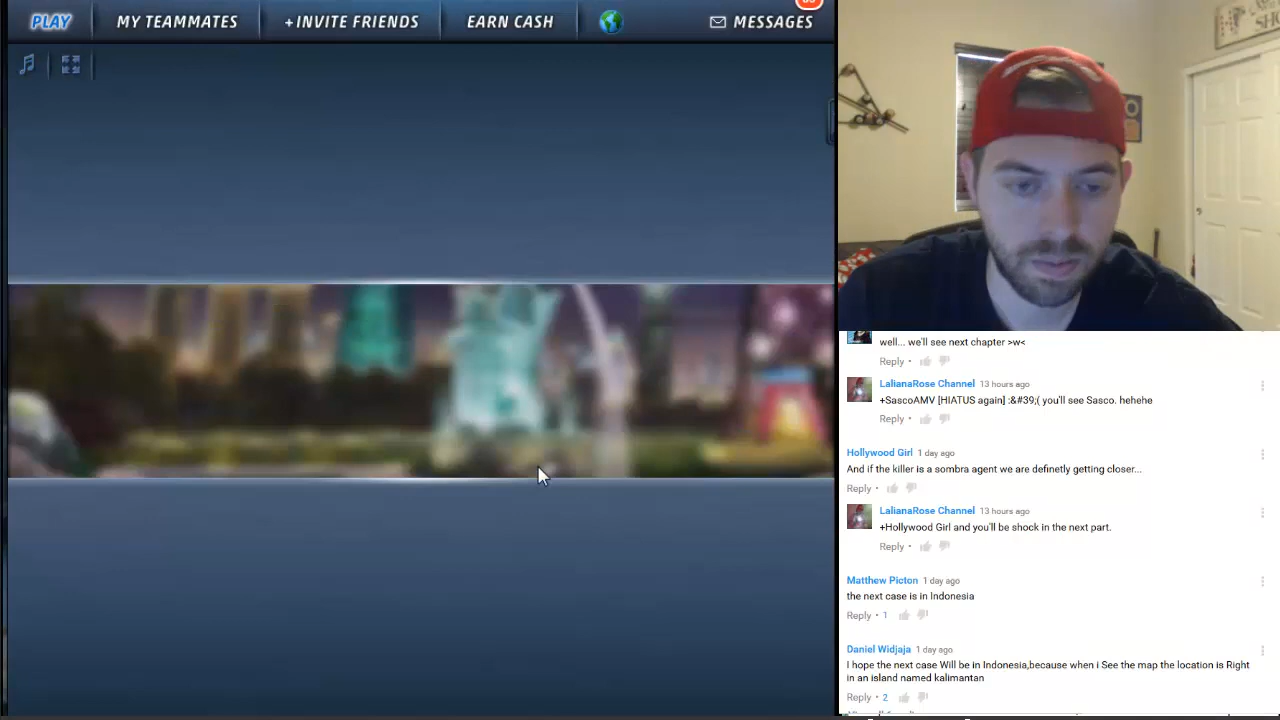 PLAY
MY TEAMMATES
+INVITE FRIENDS
EARN CASH
MESSAGES
well... we'll see next chapter >w<
Reply •
LalianaRose Channel 13 hours ago
+SascoAMV [HIATUS again] :&#39;( you'll see Sasco. hehehe
Reply •
Hollywood Girl 1 day ago
And if the killer is a sombra agent we are definetly getting closer...
Reply •
LalianaRose Channel 13 hours ago
+Hollywood Girl and you'll be shock in the next part.
Reply •
Matthew Picton 1 day ago
the next case is in Indonesia
Reply • 1
Daniel Widjaja 1 day ago
I hope the next case Will be in Indonesia,because when i See the map the location is Right
in an island named kalimantan
Reply • 2